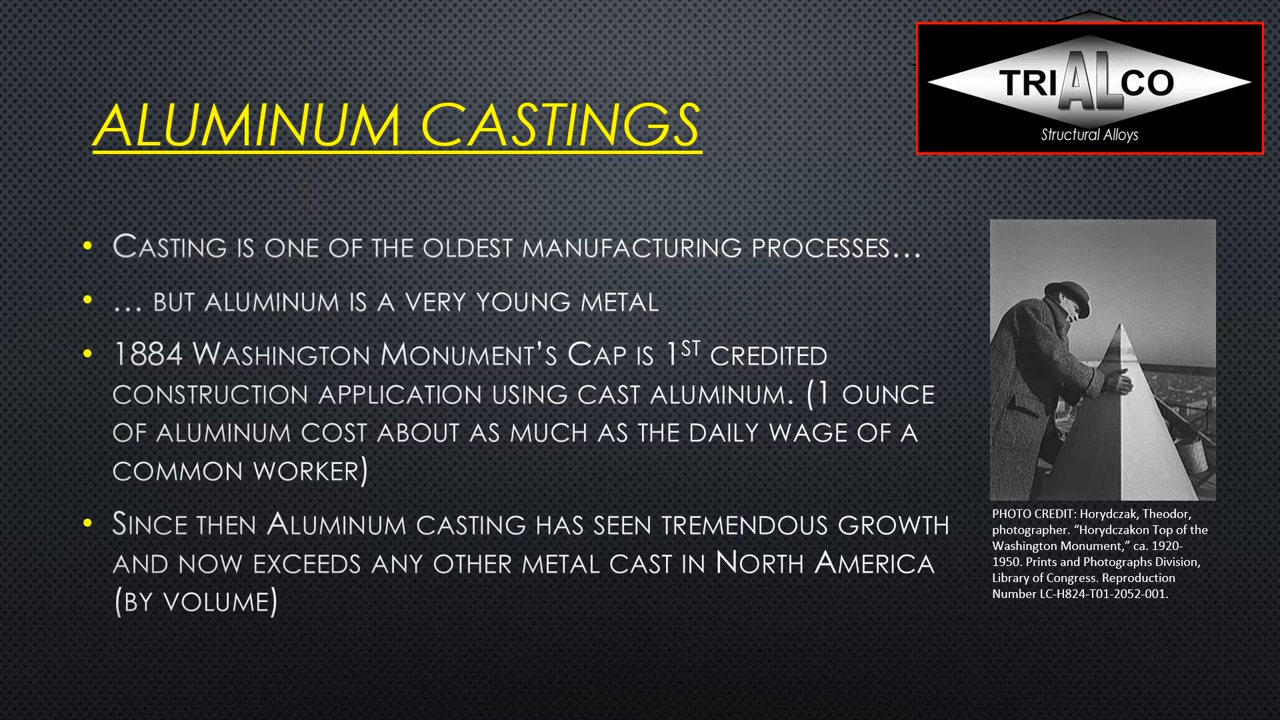 TRIALCO
Structural Alloys
ALUMINUM CASTINGS
• Casting is one of the oldest manufacturing processes…
• … but aluminum is a very young metal
• 1884 Washington Monument’s Cap is 1st credited
construction application using cast aluminum. (1 ounce
of aluminum cost about as much as the daily wage of a
common worker)
• Since then Aluminum casting has seen tremendous growth
and now exceeds any other metal cast in North America
(by volume)
PHOTO CREDIT: Horydczak, Theodor,
photographer. “Horydczakon Top of the
Washington Monument,” ca. 1920-
1950. Prints and Photographs Division,
Library of Congress. Reproduction
Number LC-H824-T01-2052-001.